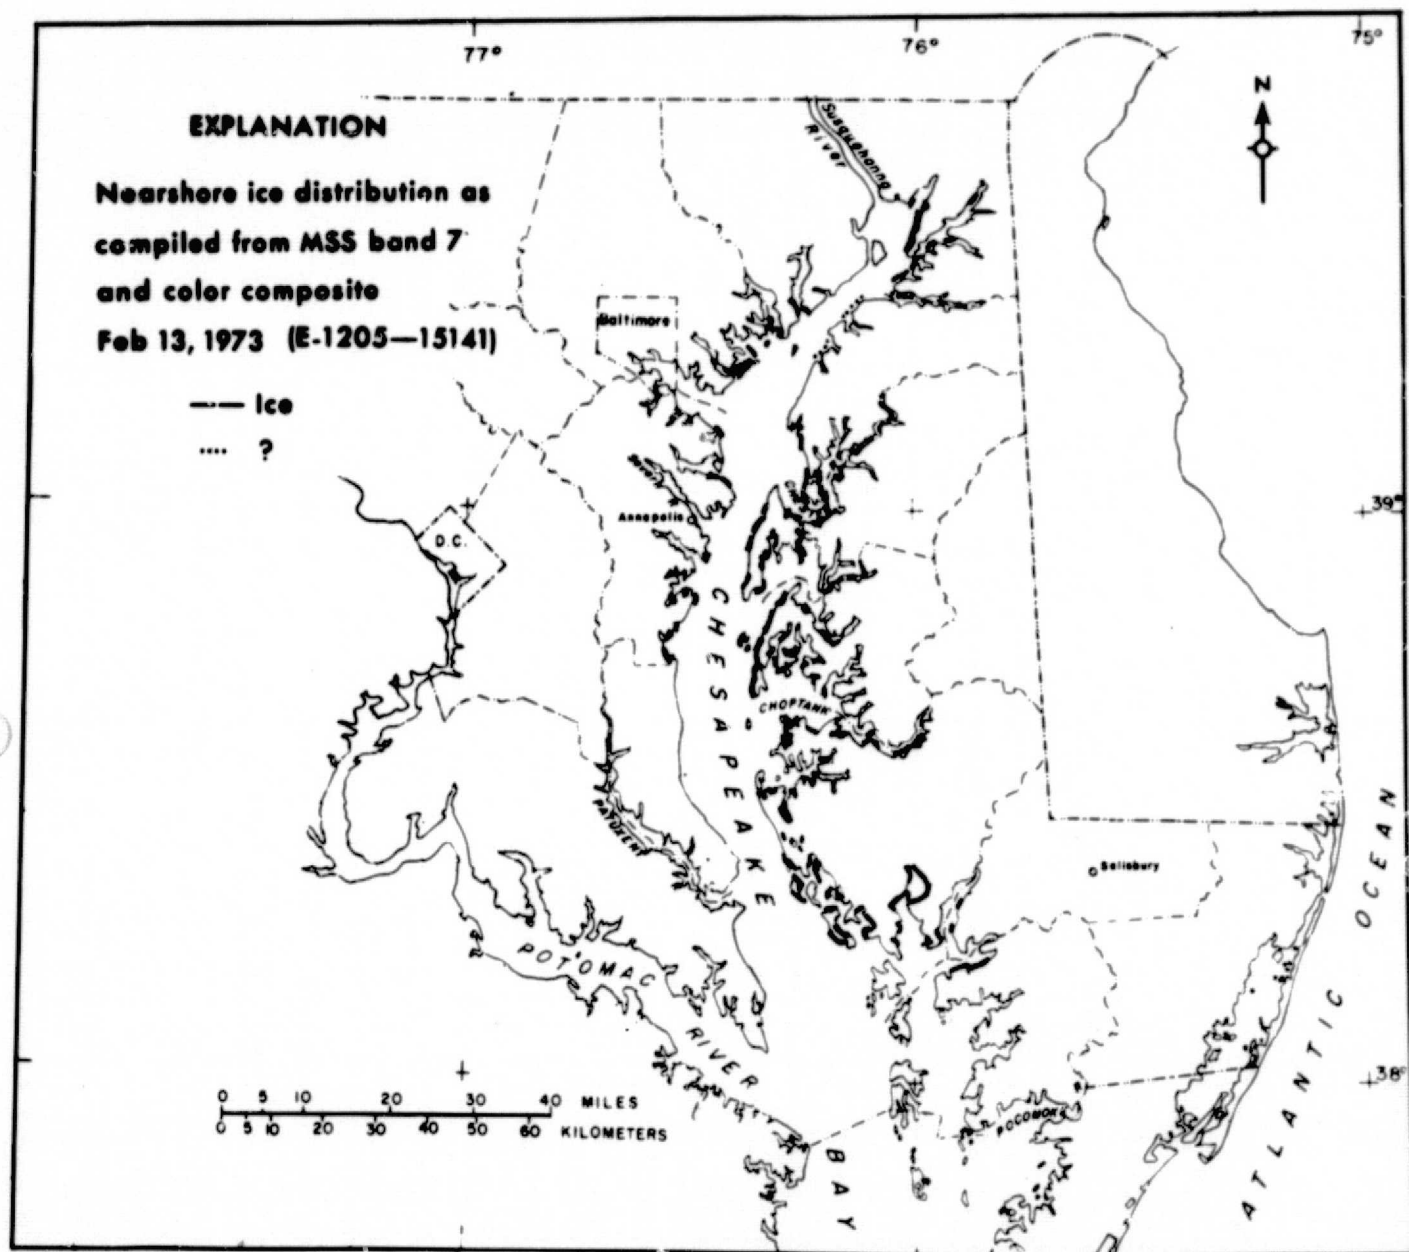 77°
76°
75°
N
EXPLANATION
Nearshore ice distribution as
compiled from MSS band 7
and color composite
Feb 13, 1973 (E-1205—15141)
Ice
?
Susquehanna
River
Baltimore
Annapolis
D.C.
39°
CHESAPEAKE
CHOPTANK
PATUXENT
Salisbury
POTOMAC
RIVER
ATLANTIC OCEAN
38°
POCOMOKE
BAY
0 5 10 20 30 40 MILES
0 5 10 20 30 40 50 60 KILOMETERS